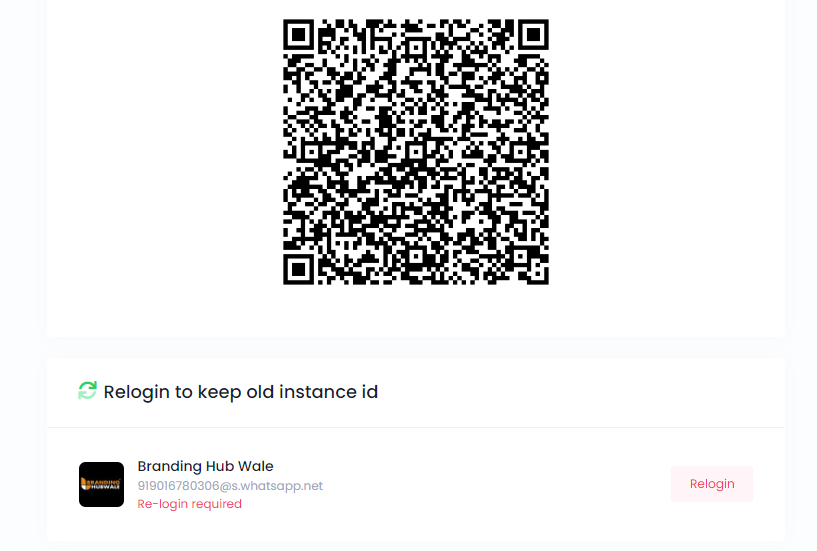 Relogin to keep old instance id
BRANDING
HUBWALE
Branding Hub Wale
919016780306@s.whatsapp.net
Re-login required
Relogin